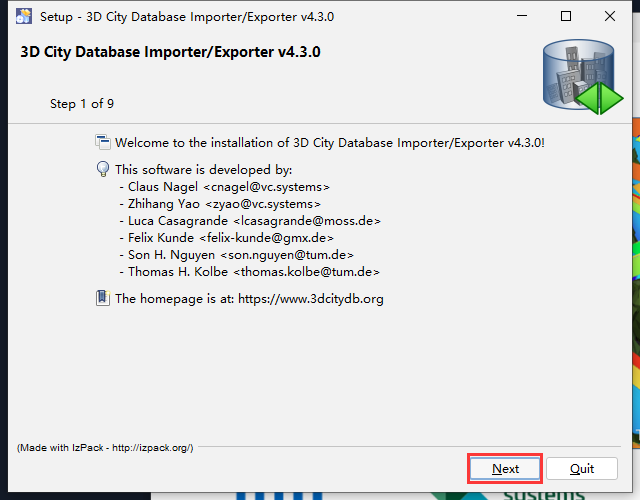 Setup - 3D City Database Importer/Exporter v4.3.0
3D City Database Importer/Exporter v4.3.0
Step 1 of 9
Welcome to the installation of 3D City Database Importer/Exporter v4.3.0!
This software is developed by:
- Claus Nagel <cnagel@vc.systems>
- Zhihang Yao <zyao@vc.systems>
- Luca Casagrande <lcasagrande@moss.de>
- Felix Kunde <felix-kunde@gmx.de>
- Son H. Nguyen <son.nguyen@tum.de>
- Thomas H. Kolbe <thomas.kolbe@tum.de>
The homepage is at: https://www.3dcitydb.org
(Made with IzPack - http://izpack.org/)
Next
Quit
systems